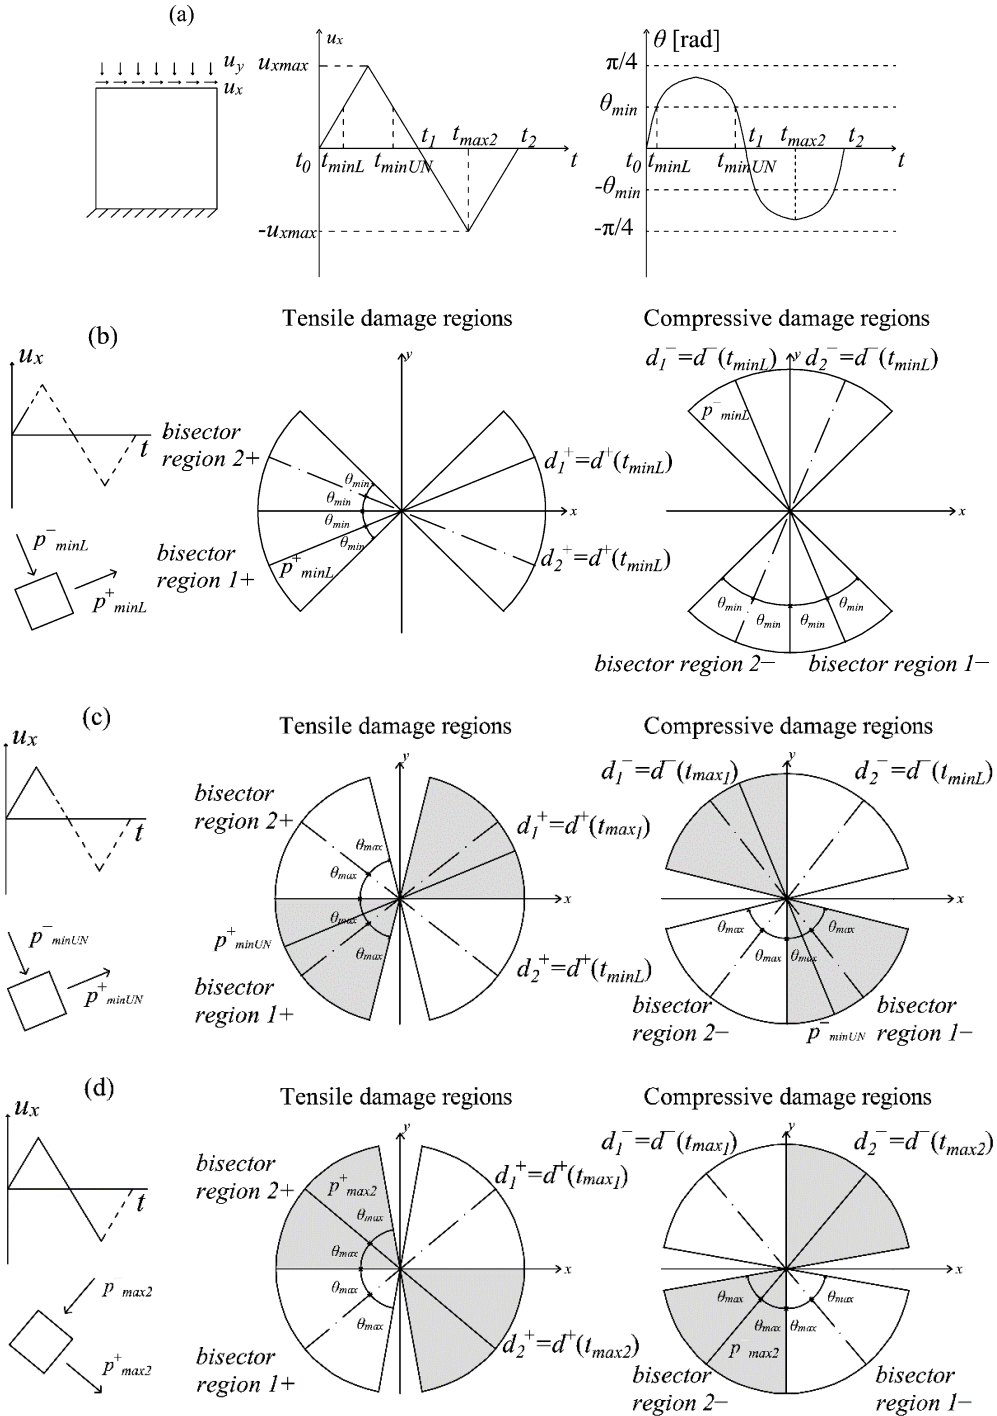 (a)
u_y
u_x
u_x
u_xmax
t_0
t_minL
t_minUN
t_1
t_max2
t_2
t
-u_xmax
θ [rad]
π/4
θ_min
t_0
t_minL
t_minUN
t_1
t_max2
t_2
t
-θ_min
-π/4
(b)
Tensile damage regions
Compressive damage regions
u_x
t
p^-_minL
p^+_minL
bisector
region 2+
bisector
region 1+
y
x
θ_min
θ_min
θ_min
θ_min
p^+_minL
d_1^+=d^+(t_minL)
d_2^+=d^+(t_minL)
d_1^-=d^-(t_minL)
y
d_2^-=d^-(t_minL)
p^-_minL
x
θ_min
θ_min
θ_min
θ_min
bisector region 2−
bisector region 1−
(c)
Tensile damage regions
Compressive damage regions
u_x
t
p^-_minUN
p^+_minUN
bisector
region 2+
p^+_minUN
bisector
region 1+
y
x
θ_max
θ_max
θ_max
θ_max
d_1^+=d^+(t_max1)
d_2^+=d^+(t_minL)
d_1^-=d^-(t_max1)
y
d_2^-=d^-(t_minL)
x
θ_max
θ_max
θ_max
θ_max
bisector
region 2−
p^-_minUN
bisector
region 1−
(d)
Tensile damage regions
Compressive damage regions
u_x
t
p^-_max2
p^+_max2
bisector
region 2+
bisector
region 1+
y
x
p^+_max2
θ_max
θ_max
θ_max
θ_max
d_1^+=d^+(t_max1)
d_2^+=d^+(t_max2)
d_1^-=d^-(t_max1)
y
d_2^-=d^-(t_max2)
x
θ_max
θ_max
θ_max
θ_max
p^-_max2
bisector
region 2−
bisector
region 1−